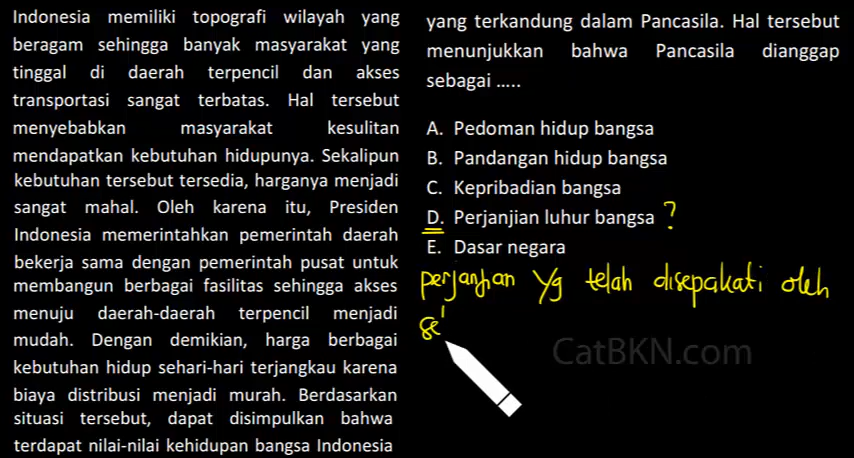 Indonesia memiliki topografi wilayah yang
beragam sehingga banyak masyarakat yang
tinggal di daerah terpencil dan akses
transportasi sangat terbatas. Hal tersebut
menyebabkan masyarakat kesulitan
mendapatkan kebutuhan hidupunya. Sekalipun
kebutuhan tersebut tersedia, harganya menjadi
sangat mahal. Oleh karena itu, Presiden
Indonesia memerintahkan pemerintah daerah
bekerja sama dengan pemerintah pusat untuk
membangun berbagai fasilitas sehingga akses
menuju daerah-daerah terpencil menjadi
mudah. Dengan demikian, harga berbagai
kebutuhan hidup sehari-hari terjangkau karena
biaya distribusi menjadi murah. Berdasarkan
situasi tersebut, dapat disimpulkan bahwa
terdapat nilai-nilai kehidupan bangsa Indonesia
yang terkandung dalam Pancasila. Hal tersebut
menunjukkan bahwa Pancasila dianggap
sebagai .....
A. Pedoman hidup bangsa
B. Pandangan hidup bangsa
C. Kepribadian bangsa
D. Perjanjian luhur bangsa ?
E. Dasar negara
perjanjian yg telah disepakati oleh
se'
CatBKN.com